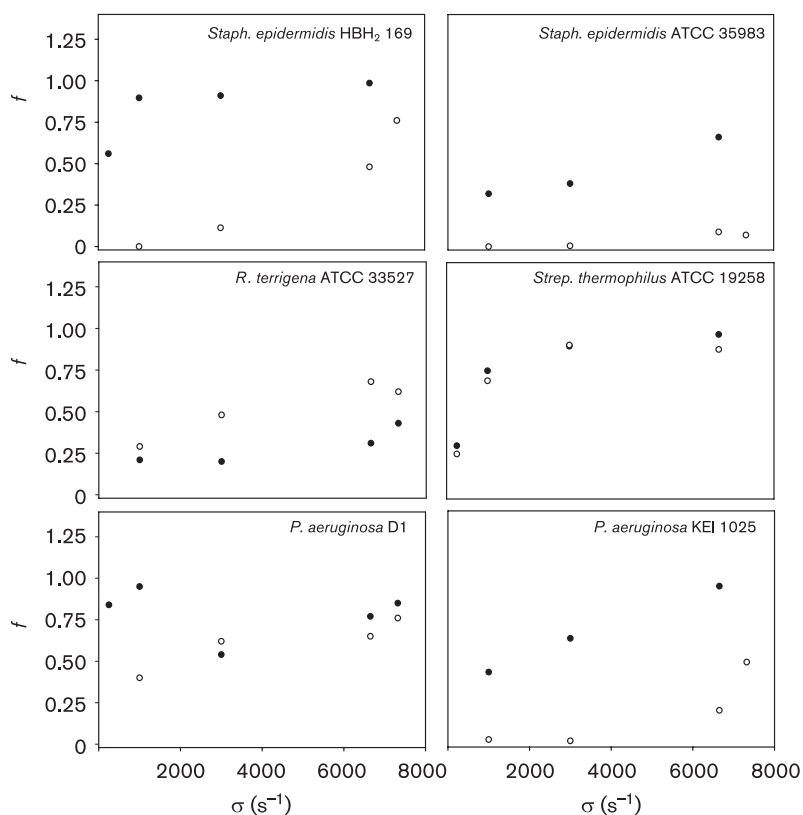 Staph. epidermidis HBH₂ 169
Staph. epidermidis ATCC 35983
f
1.25
1.00
0.75
0.50
0.25
0
R. terrigena ATCC 33527
Strep. thermophilus ATCC 19258
f
1.25
1.00
0.75
0.50
0.25
0
P. aeruginosa D1
P. aeruginosa KEI 1025
f
1.25
1.00
0.75
0.50
0.25
0
2000 4000 6000 8000
2000 4000 6000 8000
σ (s⁻¹)
σ (s⁻¹)